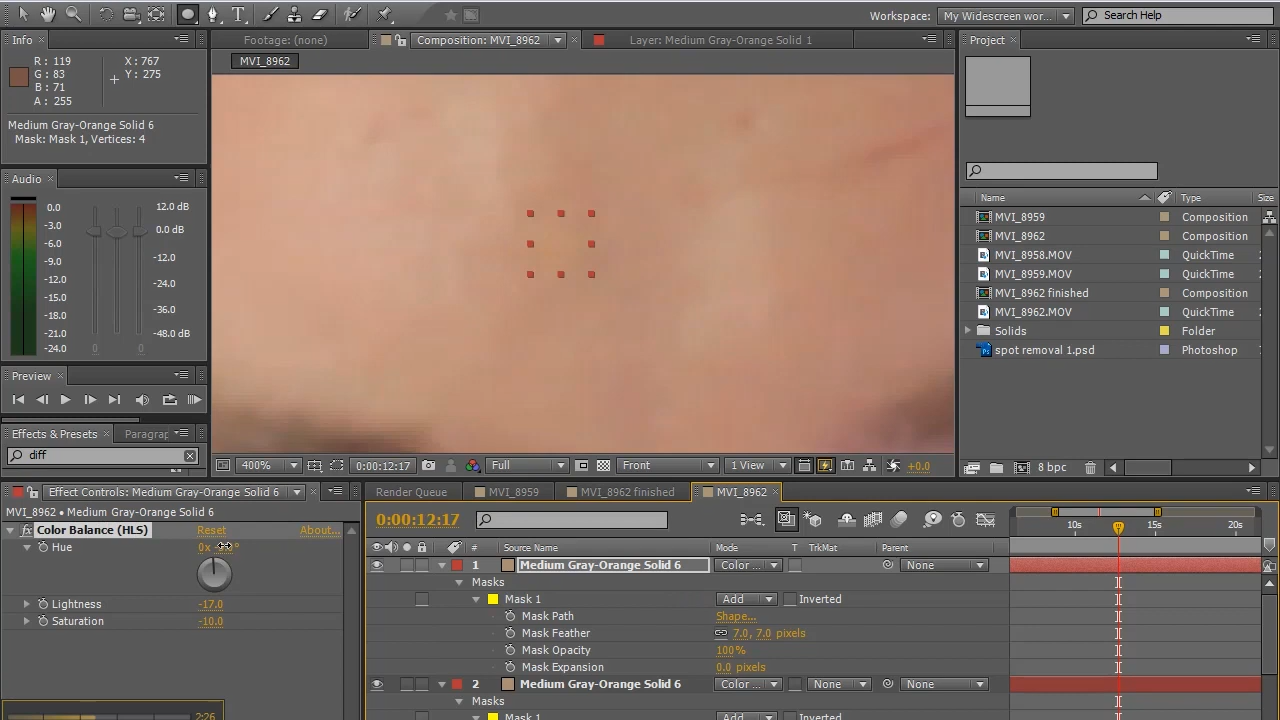 Workspace: My Widescreen wor... Search Help
Info
Footage: (none)
Composition: MVI_8962
Layer: Medium Gray-Orange Solid 1
Project
MVI_8962
R : 119
G : 83
B : 71
A : 255
X : 767
Y : 275
Medium Gray-Orange Solid 6
Mask: Mask 1, Vertices: 4
Audio
0.0
-3.0
-6.0
-9.0
-12.0
-15.0
-18.0
-21.0
-24.0
12.0 dB
0.0 dB
-12.0
-24.0
-36.0
-48.0 dB
0 0
Name Type Size
MVI_8959 Composition
MVI_8962 Composition
MVI_8958.MOV QuickTime
MVI_8959.MOV QuickTime
MVI_8962 finished Composition
MVI_8962.MOV QuickTime
Solids Folder
spot removal 1.psd Photoshop
Preview
Effects & Presets Paragrap
diff
400% 0:00:12:17 Full Front 1 View +0.0
8 bpc
Effect Controls: Medium Gray-Orange Solid 6
MVI_8962 • Medium Gray-Orange Solid 6
fx Color Balance (HLS) Reset About...
Hue 0x
Lightness -17.0
Saturation -10.0
2:26
Render Queue MVI_8959 MVI_8962 finished MVI_8962
0:00:12:17
10s 15s 20s
# Source Name Mode T TrkMat Parent
1 Medium Gray-Orange Solid 6 Color ... None
Masks
Mask 1 Add Inverted
Mask Path Shape...
Mask Feather 7.0, 7.0 pixels
Mask Opacity 100%
Mask Expansion 0.0 pixels
2 Medium Gray-Orange Solid 6 Color ... None None
Masks
Mask 1 Add Inverted